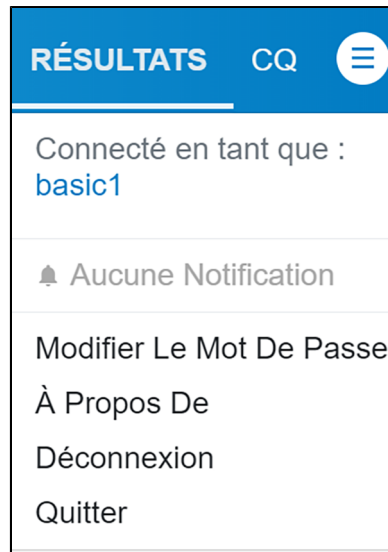 RÉSULTATS CQ
Connecté en tant que :
basic1
Aucune Notification
Modifier Le Mot De Passe
À Propos De
Déconnexion
Quitter